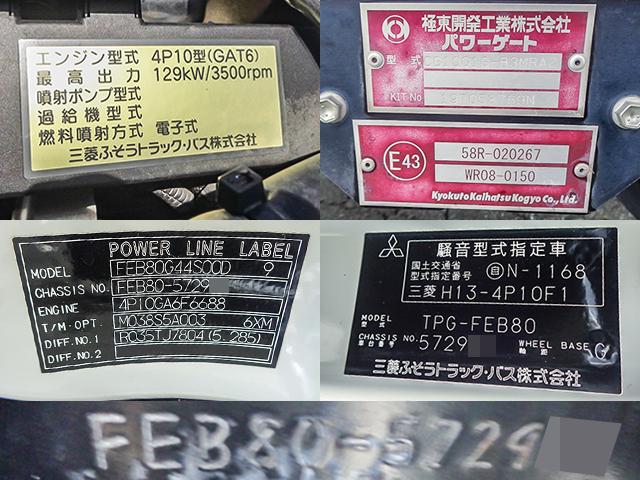 エンジン型式 4P10型(GAT6)
最高出力 129kW/3500rpm
噴射ポンプ型式
過給機型式
燃料噴射方式 電子式
三菱ふそうトラック・バス株式会社
極東開発工業株式会社
パワーゲート
型式
KIT No
E43
58R-020267
WR08-0150
Kyokuto Kaihatsu Kogyo Co., Ltd.
POWER LINE LABEL
MODEL FEB80G44S00D 9
CHASSIS NO. FEB80-5729
ENGINE 4P10GA6F6688
T/M.OPT. M038S5A003 6XM
DIFF.NO.1 R035TJ7804(5.285)
DIFF.NO.2
騒音型式指定車
国土交通省
型式指定番号 自N-1168
三菱 H13-4P10F1
MODEL
型式 TPG-FEB80
CHASSIS NO. 5729 WHEEL BASE G
車台番号 軸距
三菱ふそうトラック・バス株式会社
FEB80-5729